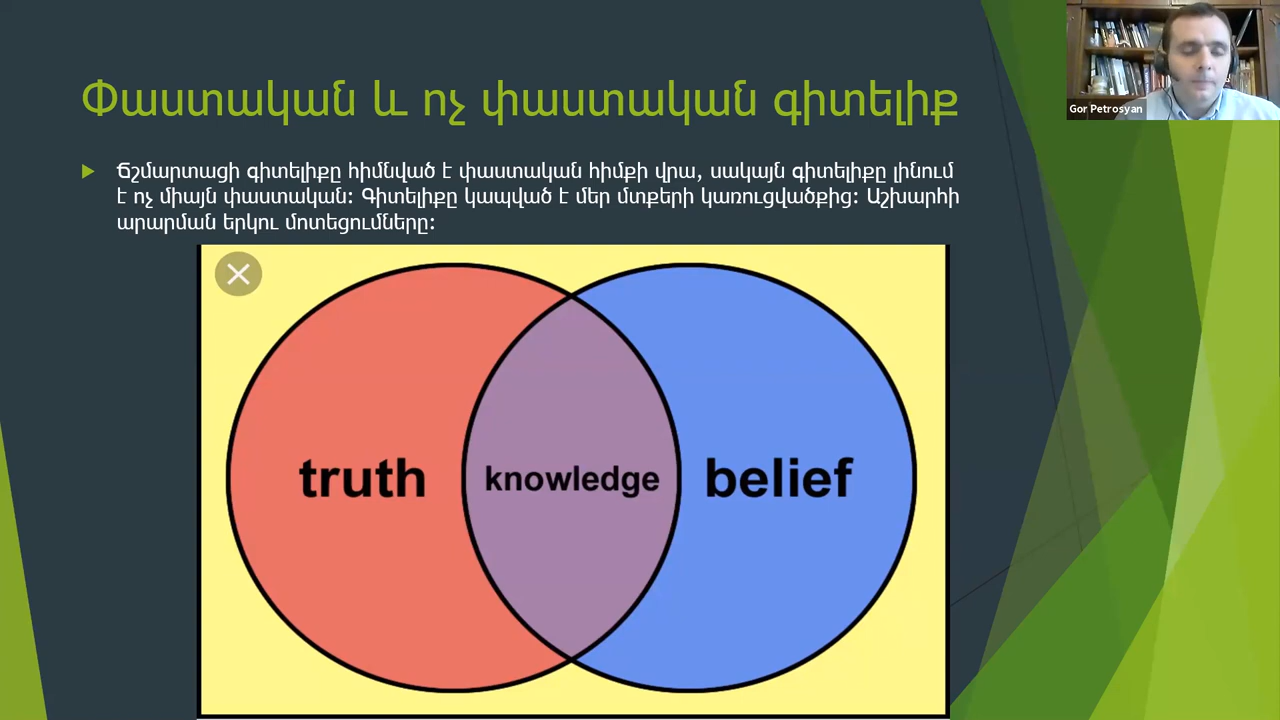 Փաստական և ոչ փաստական գիտելիք
Gor Petrosyan
Ճշմարտացի գիտելիքը հիմնված է փաստական հիմքի վրա, սակայն գիտելիքը լինում
է ոչ միայն փաստական: Գիտելիքը կապված է մեր մտքերի կառուցվածքից: Աշխարհի
արարման երկու մոտեցումները:
truth
knowledge
belief